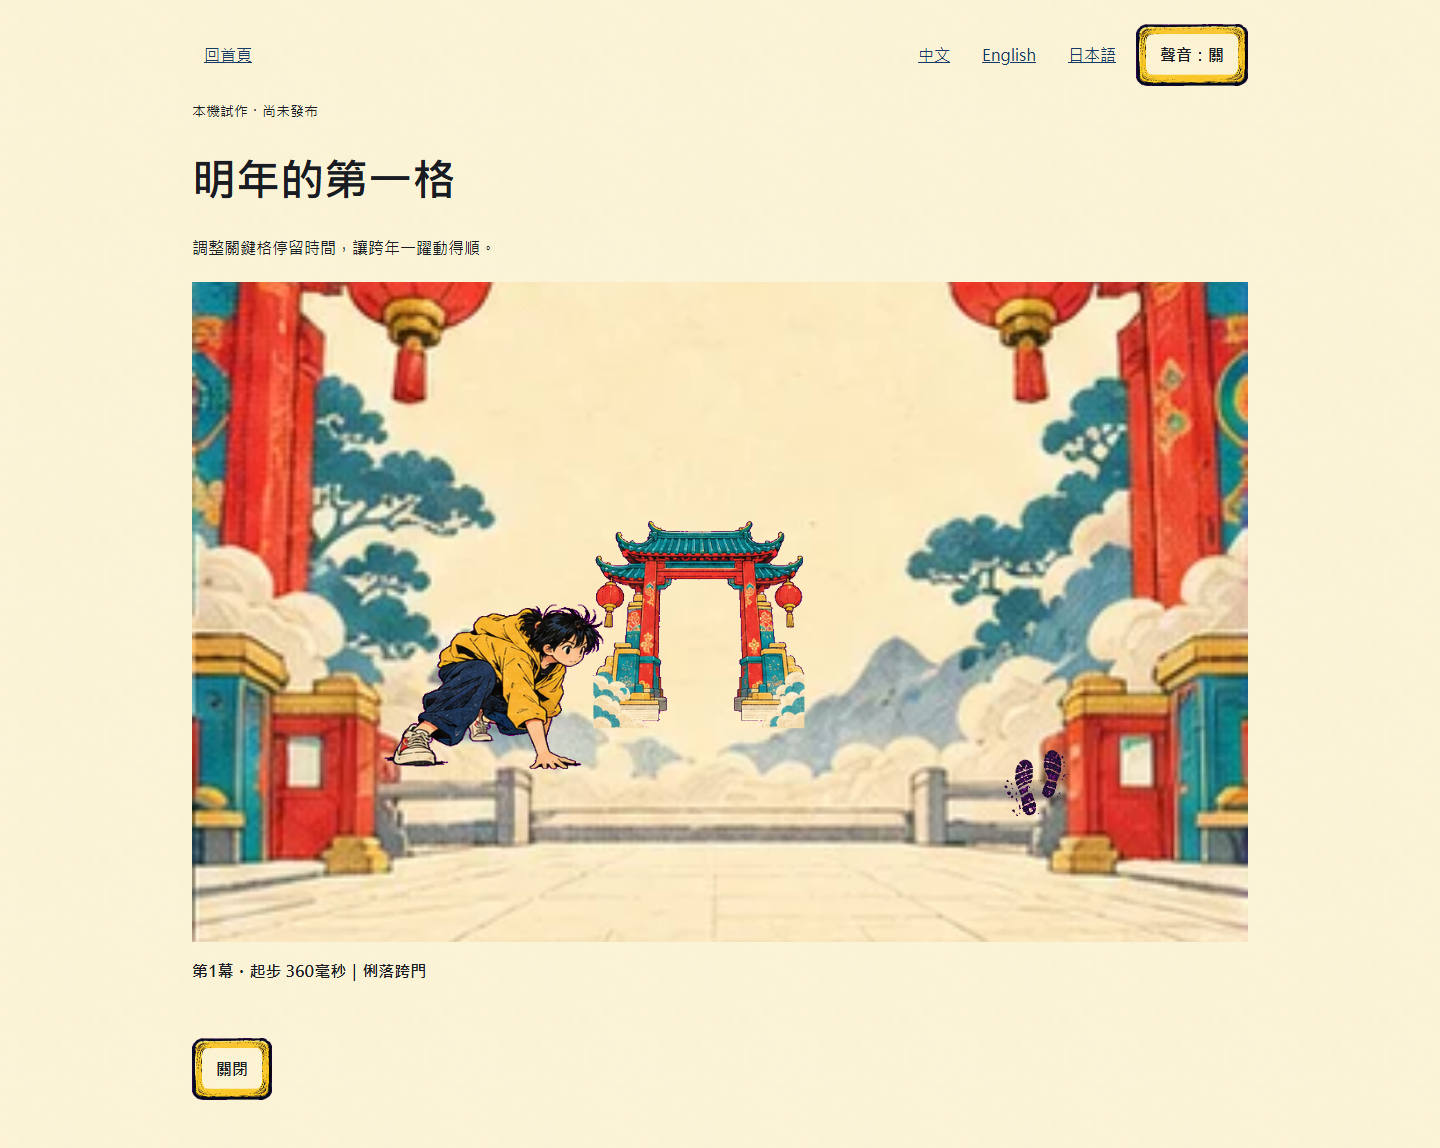 回首頁
中文 English 日本語 聲音：關
本機試作・尚未發布
明年的第一格
調整關鍵格停留時間，讓跨年一躍動得順。
第1幕・起步 360毫秒｜俐落跨門
關閉